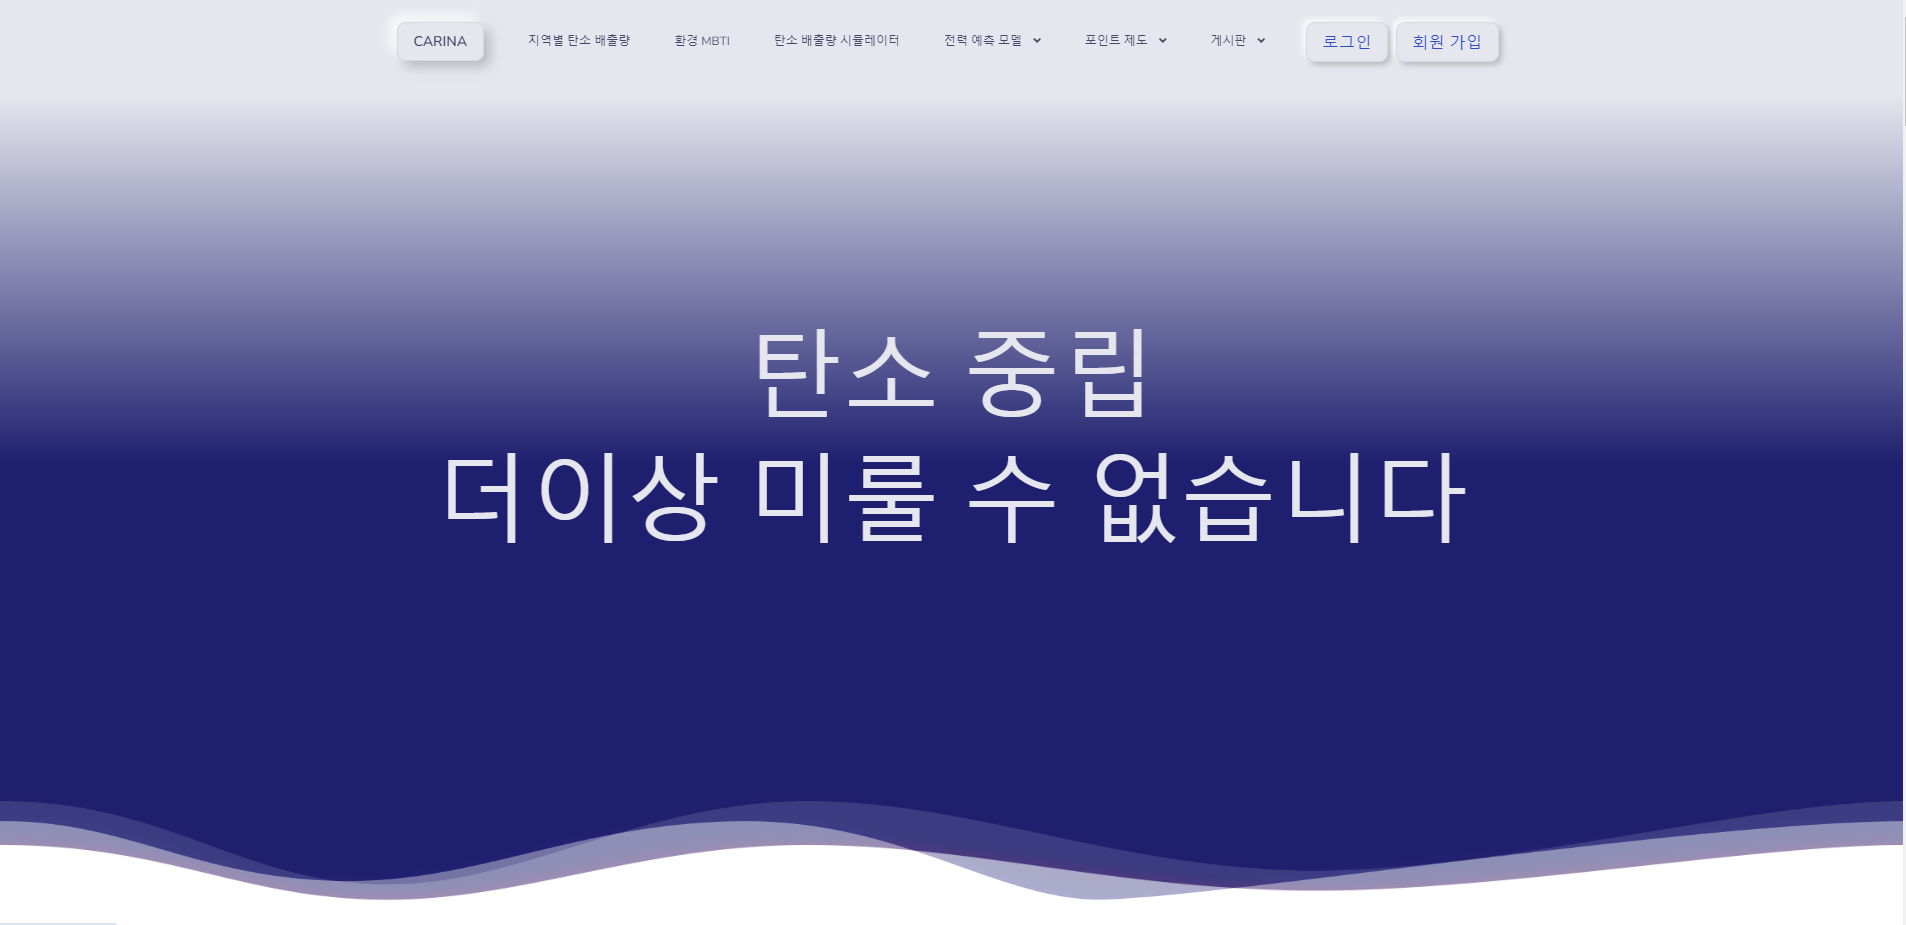 CARINA 지역별 탄소 배출량 환경 MBTI 탄소 배출량 시뮬레이터 전력 예측 모델 포인트 제도 게시판 로그인 회원 가입
탄소 중립
더이상 미룰 수 없습니다